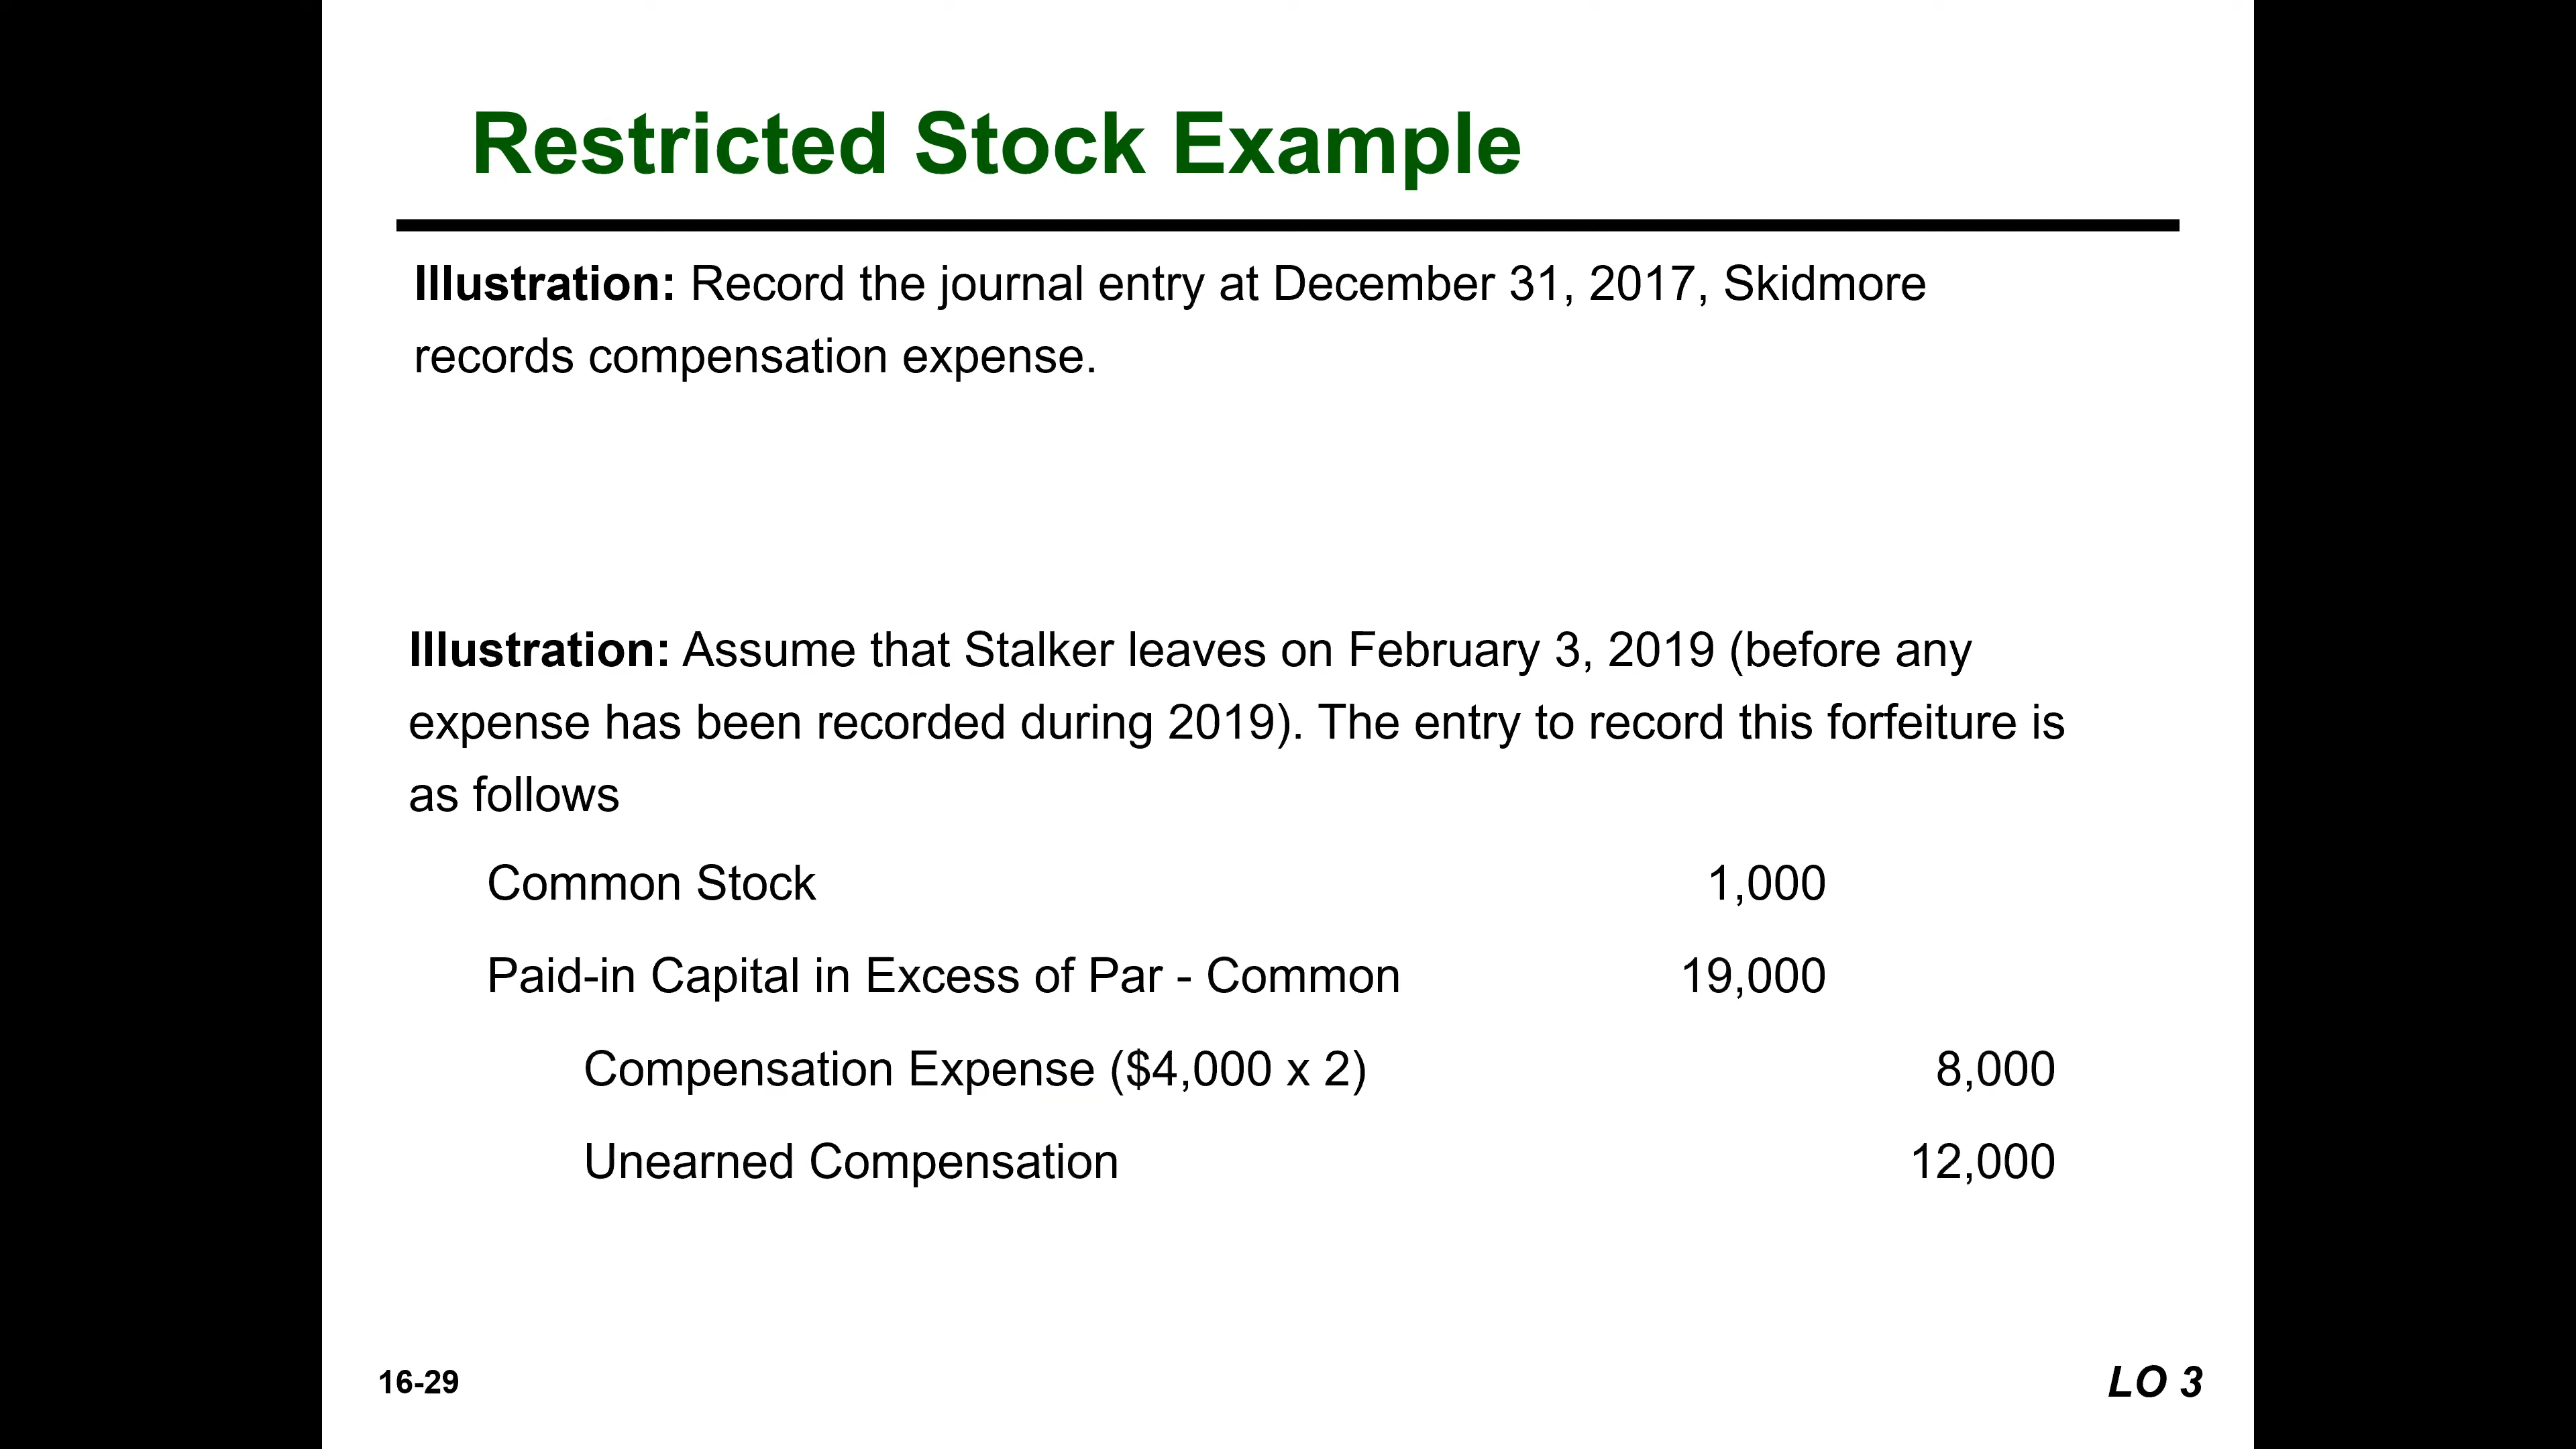 Restricted Stock Example
Illustration: Record the journal entry at December 31, 2017, Skidmore
records compensation expense.
Illustration: Assume that Stalker leaves on February 3, 2019 (before any
expense has been recorded during 2019). The entry to record this forfeiture is
as follows
Common Stock 1,000
Paid-in Capital in Excess of Par - Common 19,000
Compensation Expense ($4,000 x 2) 8,000
Unearned Compensation 12,000
16-29 LO 3